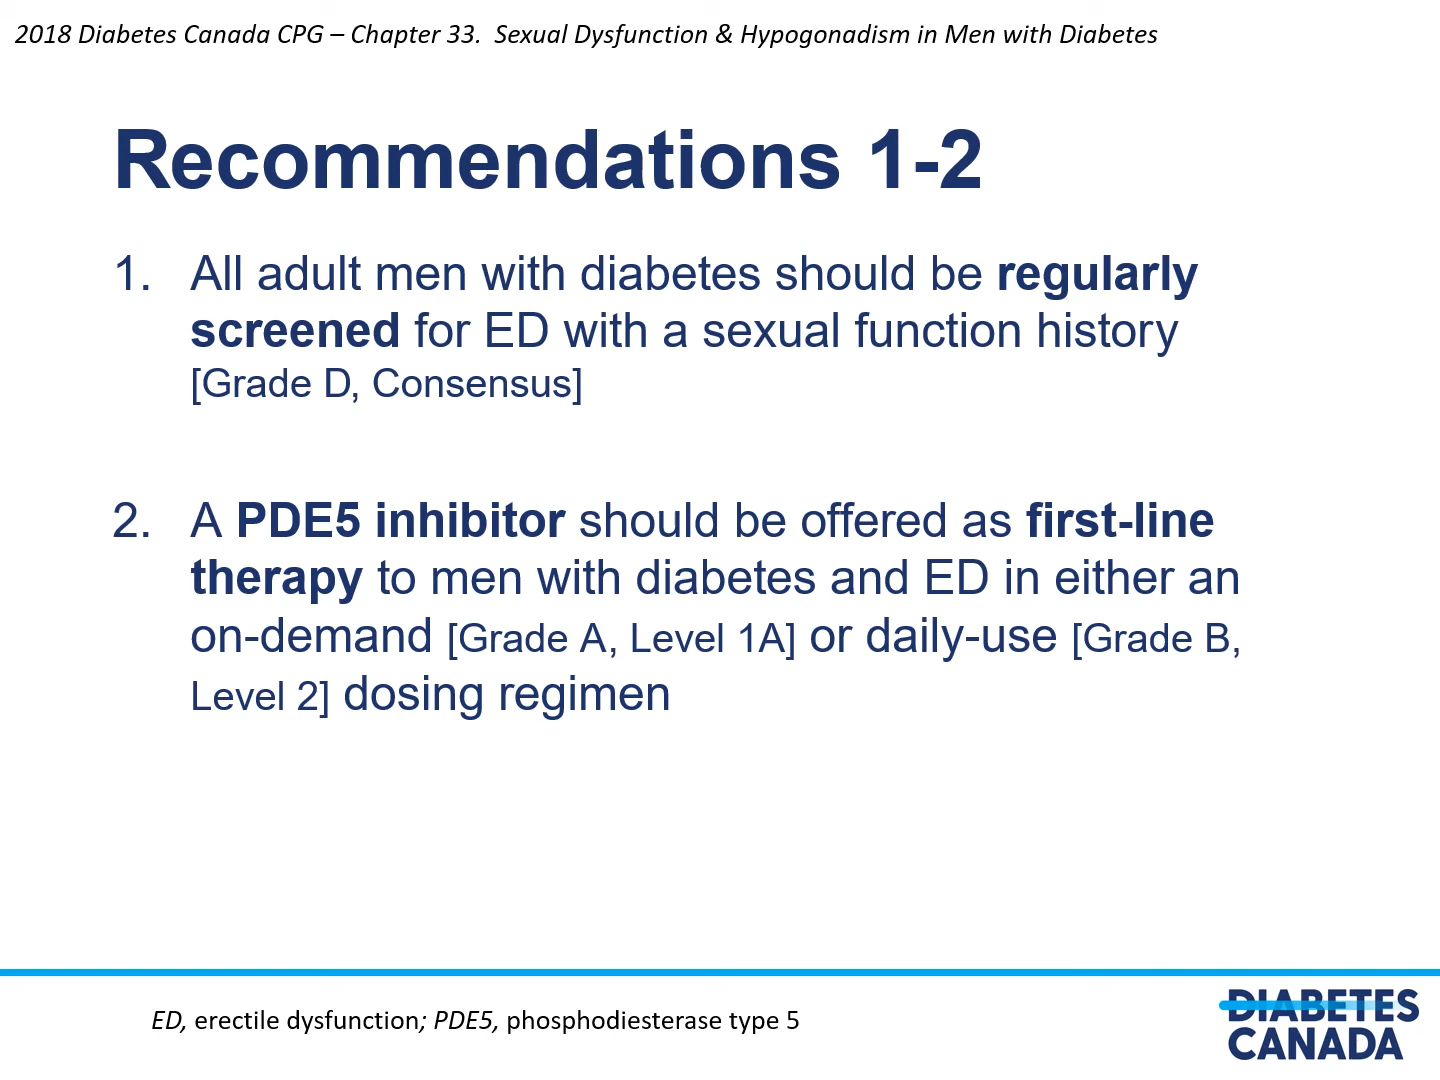 2018 Diabetes Canada CPG – Chapter 33.  Sexual Dysfunction & Hypogonadism in Men with Diabetes
Recommendations 1-2
1. All adult men with diabetes should be regularly
screened for ED with a sexual function history
[Grade D, Consensus]
2. A PDE5 inhibitor should be offered as first-line
therapy to men with diabetes and ED in either an
on-demand [Grade A, Level 1A] or daily-use [Grade B,
Level 2] dosing regimen
ED, erectile dysfunction; PDE5, phosphodiesterase type 5
DIABETES
CANADA